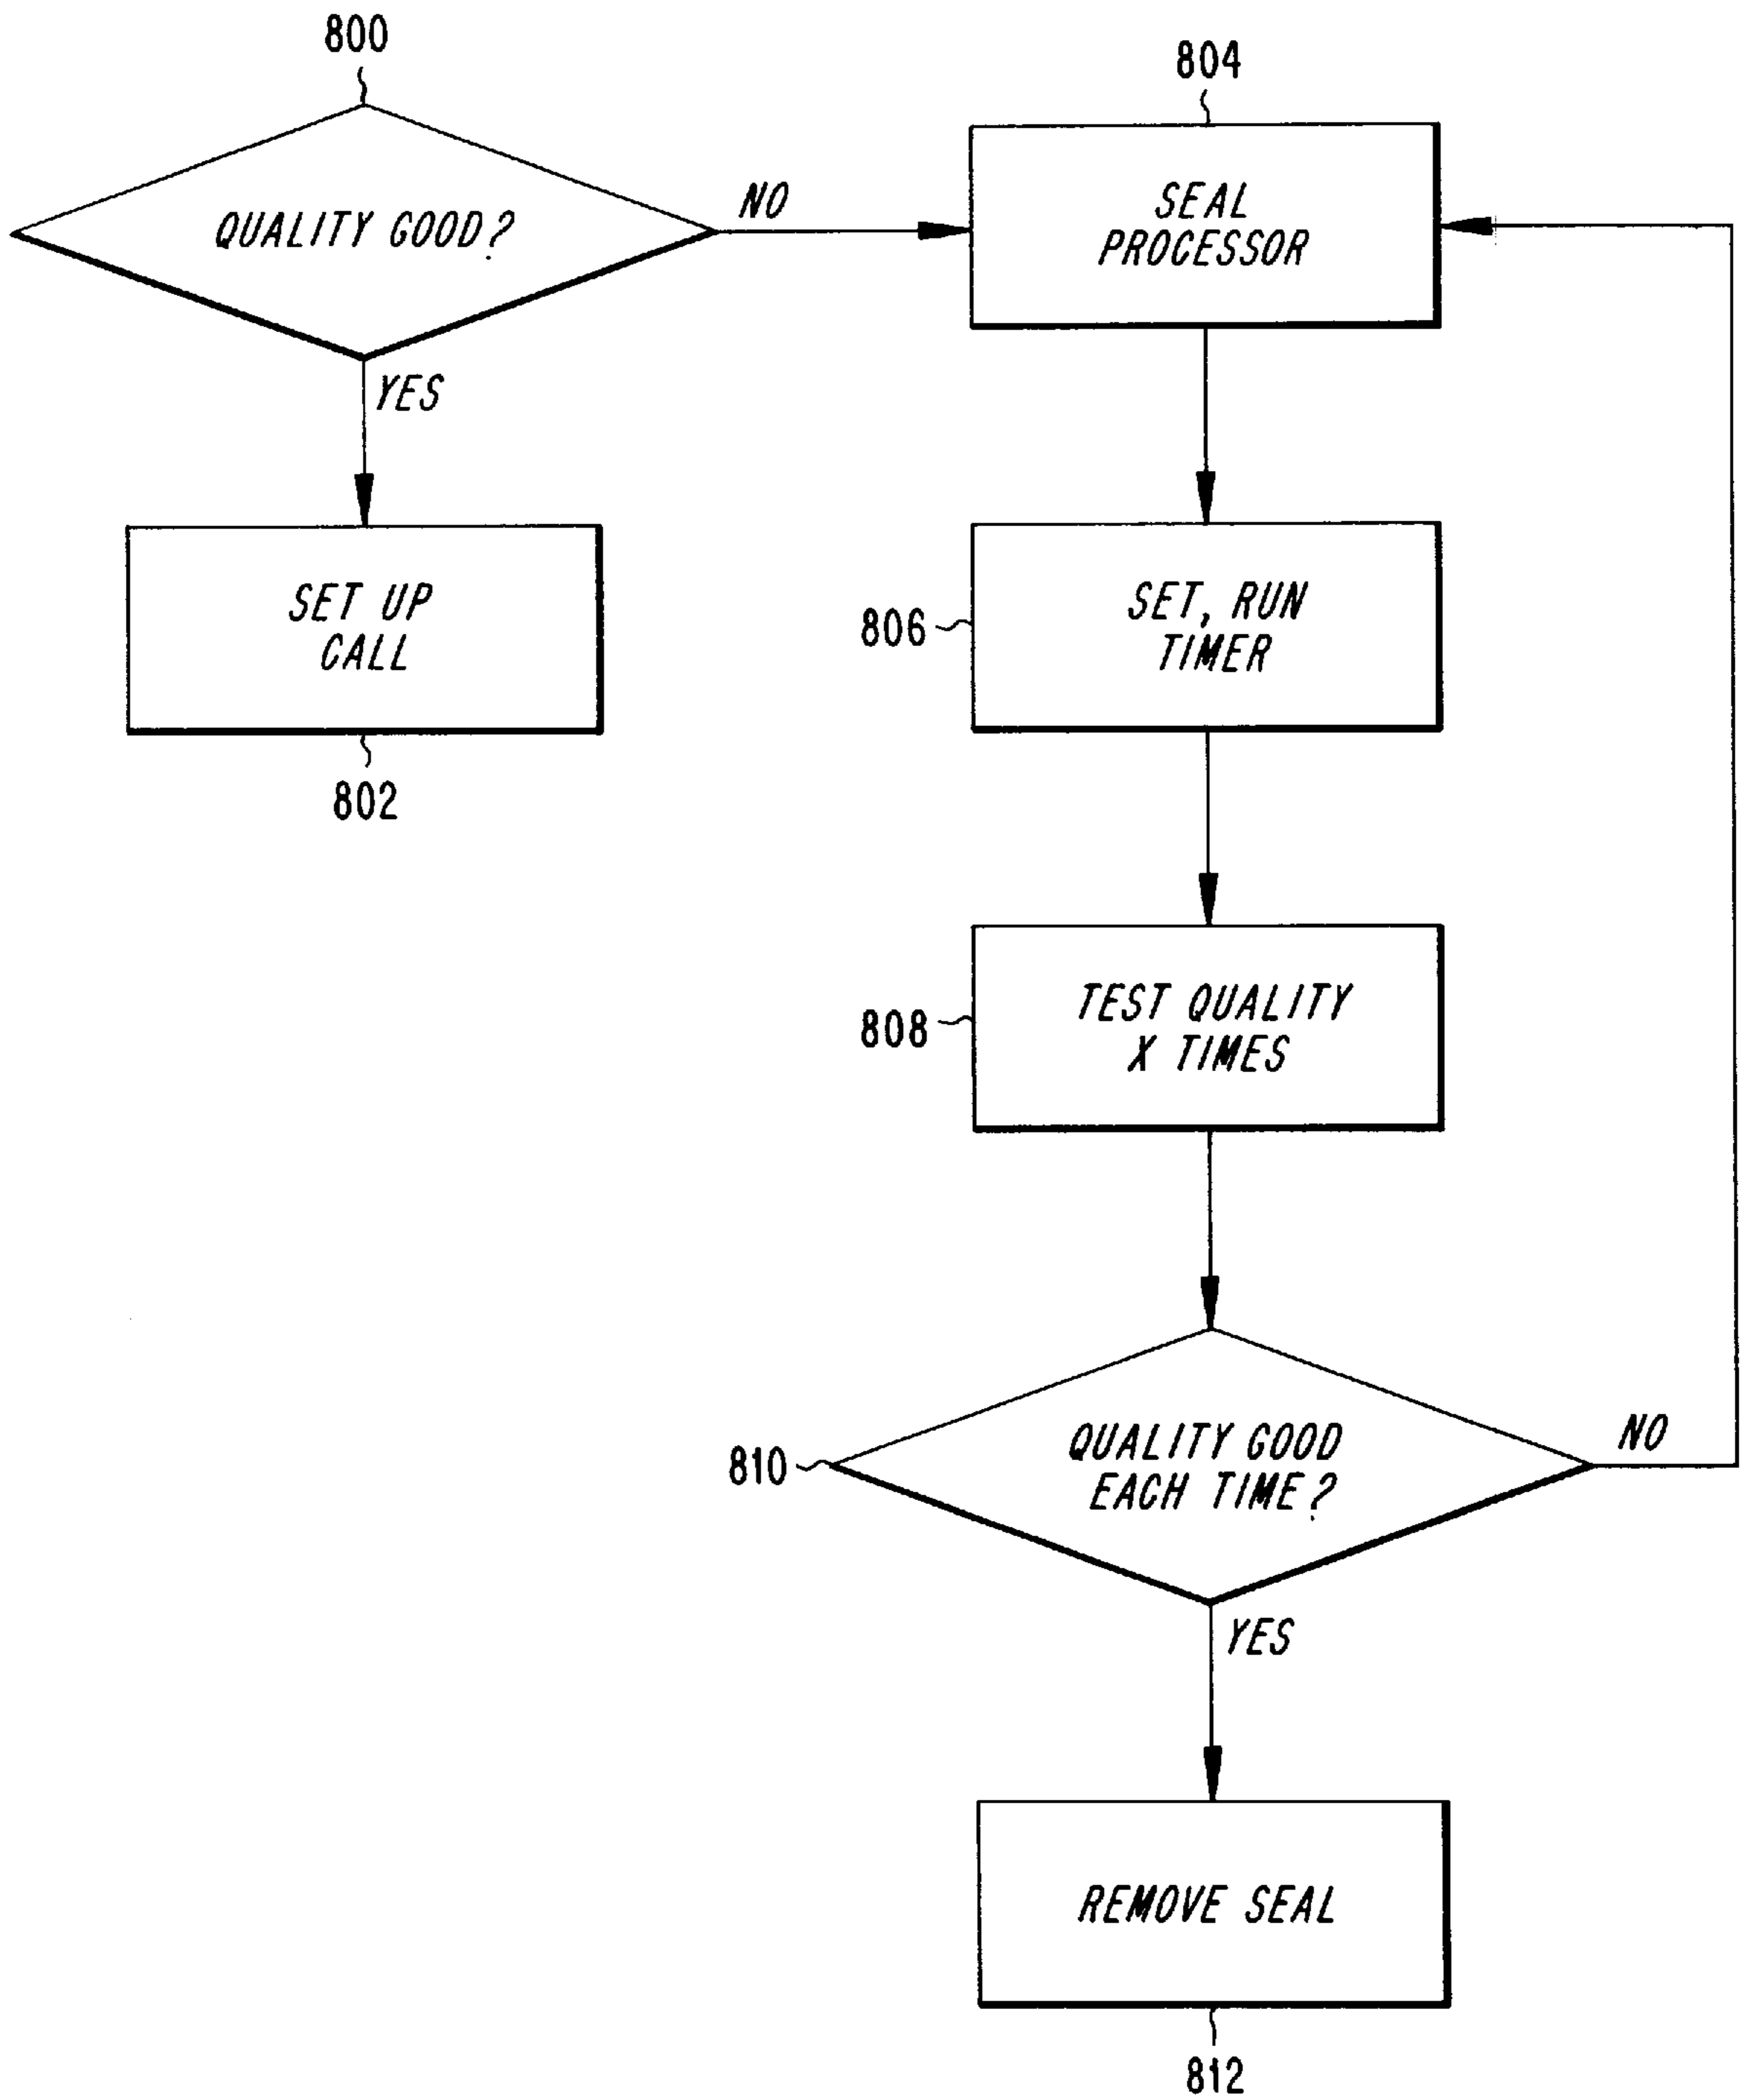 800
QUALITY GOOD?
NO
YES
SET UP
CALL
802
804
SEAL
PROCESSOR
806
SET, RUN
TIMER
808
TEST QUALITY
X TIMES
810
QUALITY GOOD
EACH TIME?
NO
YES
REMOVE SEAL
812